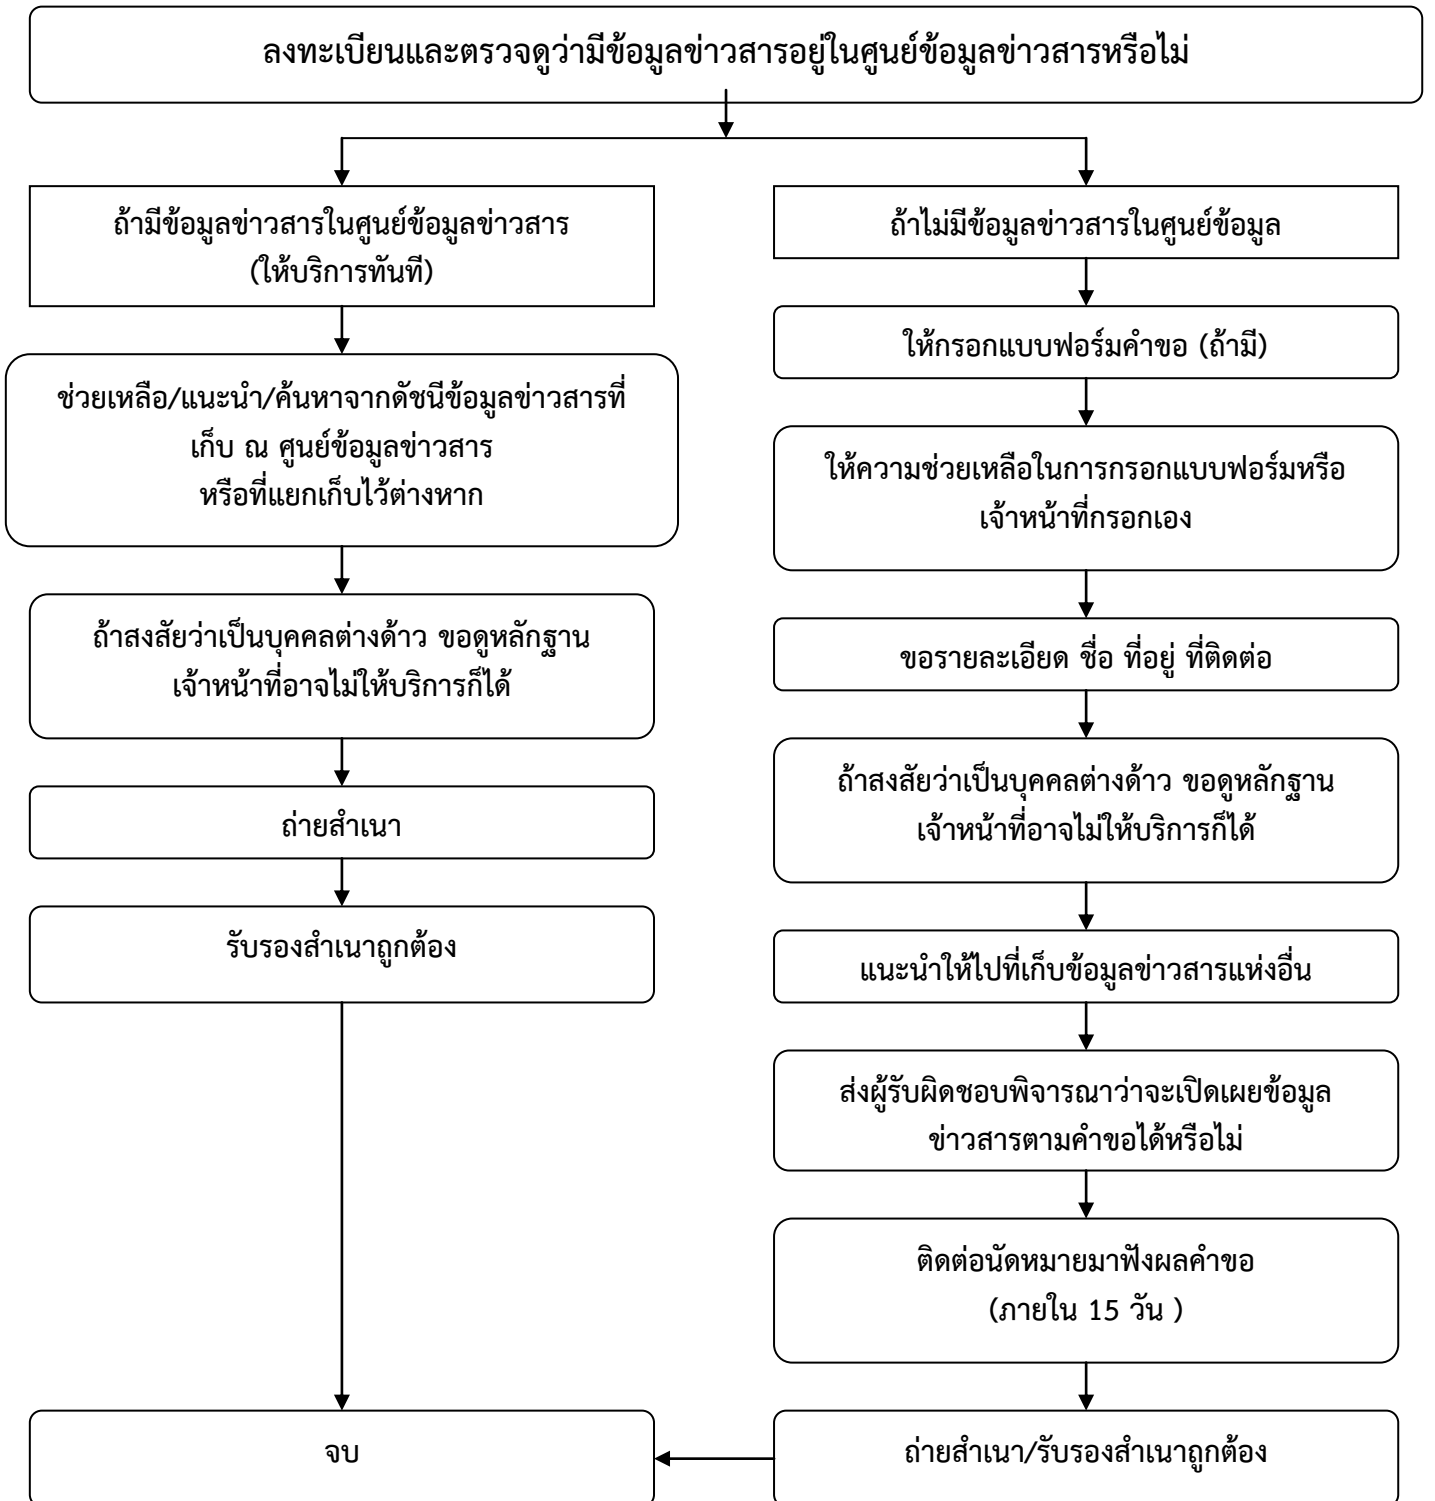 ลงทะเบียนและตรวจดูว่ามีข้อมูลข่าวสารอยู่ในศูนย์ข้อมูลข่าวสารหรือไม่
ถ้ามีข้อมูลข่าวสารในศูนย์ข้อมูลข่าวสาร
(ให้บริการทันที)
ช่วยเหลือ/แนะนำ/ค้นหาจากดัชนีข้อมูลข่าวสารที่
เก็บ ณ ศูนย์ข้อมูลข่าวสาร
หรือที่แยกเก็บไว้ต่างหาก
ถ้าสงสัยว่าเป็นบุคคลต่างด้าว ขอดูหลักฐาน
เจ้าหน้าที่อาจไม่ให้บริการก็ได้
ถ่ายสำเนา
รับรองสำเนาถูกต้อง
จบ
ถ้าไม่มีข้อมูลข่าวสารในศูนย์ข้อมูล
ให้กรอกแบบฟอร์มคำขอ (ถ้ามี)
ให้ความช่วยเหลือในการกรอกแบบฟอร์มหรือ
เจ้าหน้าที่กรอกเอง
ขอรายละเอียด ชื่อ ที่อยู่ ที่ติดต่อ
ถ้าสงสัยว่าเป็นบุคคลต่างด้าว ขอดูหลักฐาน
เจ้าหน้าที่อาจไม่ให้บริการก็ได้
แนะนำให้ไปที่เก็บข้อมูลข่าวสารแห่งอื่น
ส่งผู้รับผิดชอบพิจารณาว่าจะเปิดเผยข้อมูล
ข่าวสารตามคำขอได้หรือไม่
ติดต่อนัดหมายมาฟังผลคำขอ
(ภายใน 15 วัน )
ถ่ายสำเนา/รับรองสำเนาถูกต้อง